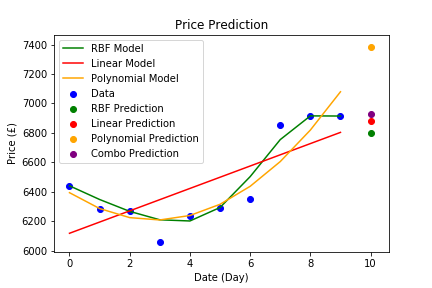 Price Prediction
7400
7200
7000
6800
6600
6400
6200
6000
Price (£)
RBF Model
Linear Model
Polynomial Model
Data
RBF Prediction
Linear Prediction
Polynomial Prediction
Combo Prediction
0 2 4 6 8 10
Date (Day)